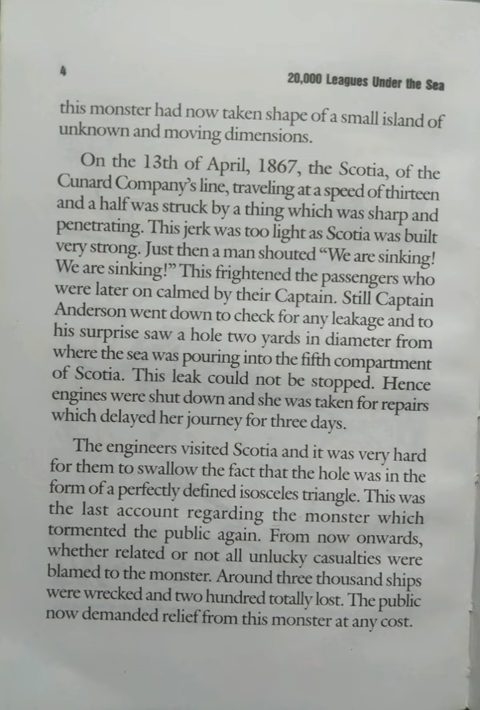 4
20,000 Leagues Under the Sea
this monster had now taken shape of a small island of
unknown and moving dimensions.
On the 13th of April, 1867, the Scotia, of the
Cunard Company's line, traveling at a speed of thirteen
and a half was struck by a thing which was sharp and
penetrating. This jerk was too light as Scotia was built
very strong. Just then a man shouted “We are sinking!
We are sinking!” This frightened the passengers who
were later on calmed by their Captain. Still Captain
Anderson went down to check for any leakage and to
his surprise saw a hole two yards in diameter from
where the sea was pouring into the fifth compartment
of Scotia. This leak could not be stopped. Hence
engines were shut down and she was taken for repairs
which delayed her journey for three days.
The engineers visited Scotia and it was very hard
for them to swallow the fact that the hole was in the
form of a perfectly defined isosceles triangle. This was
the last account regarding the monster which
tormented the public again. From now onwards,
whether related or not all unlucky casualties were
blamed to the monster. Around three thousand ships
were wrecked and two hundred totally lost. The public
now demanded relief from this monster at any cost.